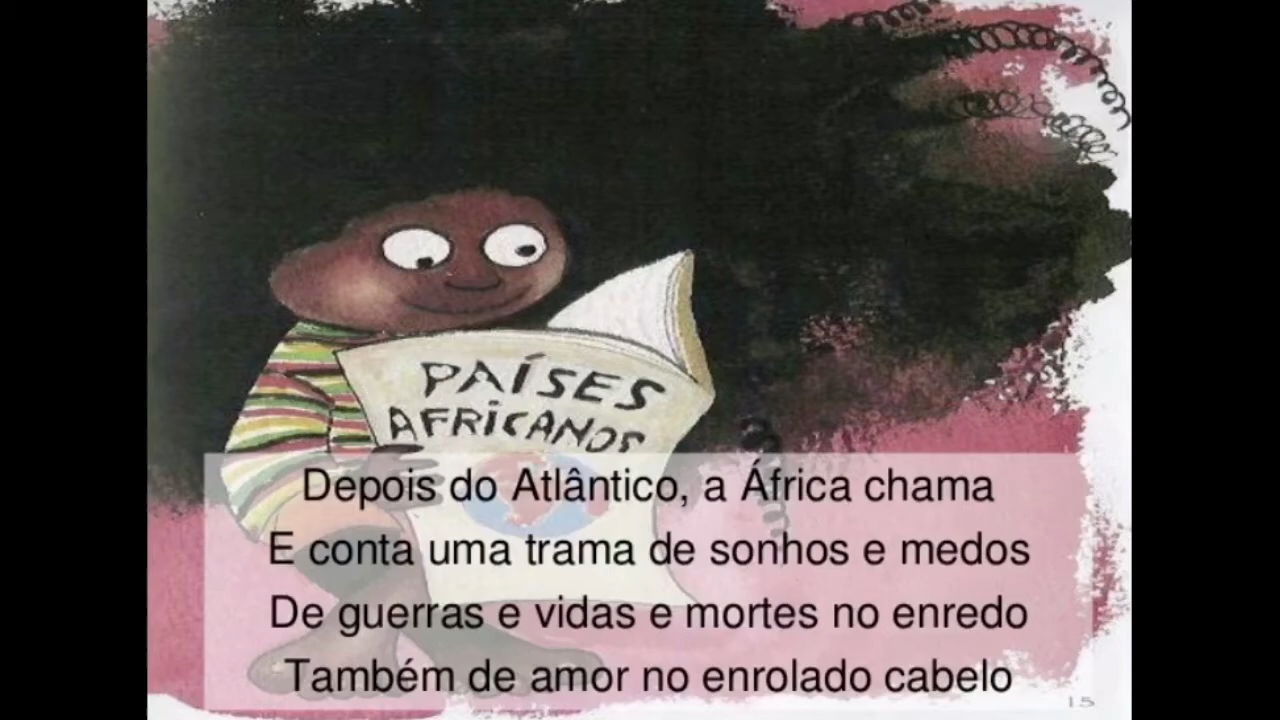 PAÍSES
AFRICANOS
Depois do Atlântico, a África chama
E conta uma trama de sonhos e medos
De guerras e vidas e mortes no enredo
Também de amor no enrolado cabelo
15